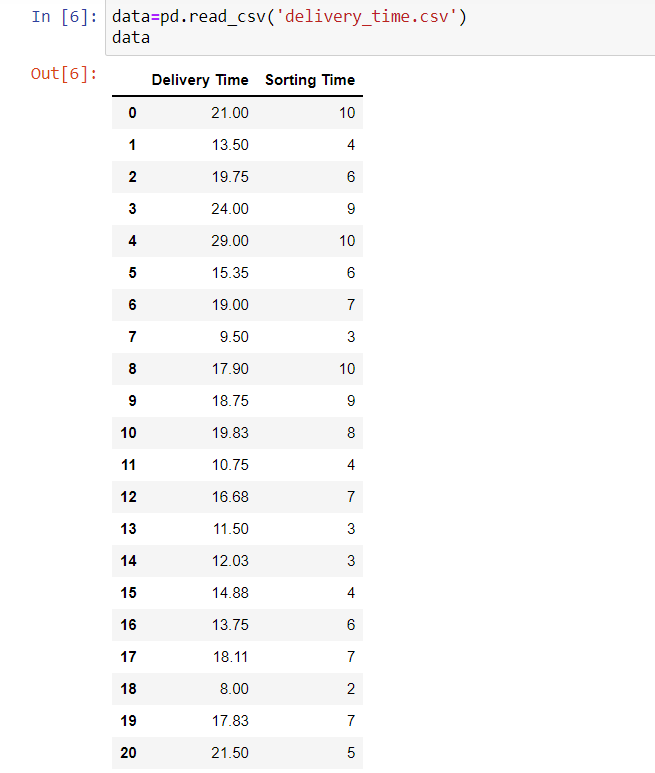 In [6]: data=pd.read_csv('delivery_time.csv')
data
Out[6]:
Delivery Time Sorting Time
0 21.00 10
1 13.50 4
2 19.75 6
3 24.00 9
4 29.00 10
5 15.35 6
6 19.00 7
7 9.50 3
8 17.90 10
9 18.75 9
10 19.83 8
11 10.75 4
12 16.68 7
13 11.50 3
14 12.03 3
15 14.88 4
16 13.75 6
17 18.11 7
18 8.00 2
19 17.83 7
20 21.50 5